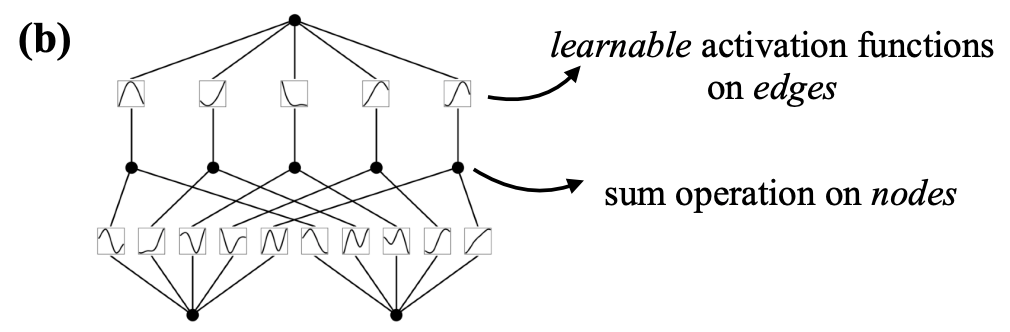 (b)
learnable activation functions
on edges
sum operation on nodes